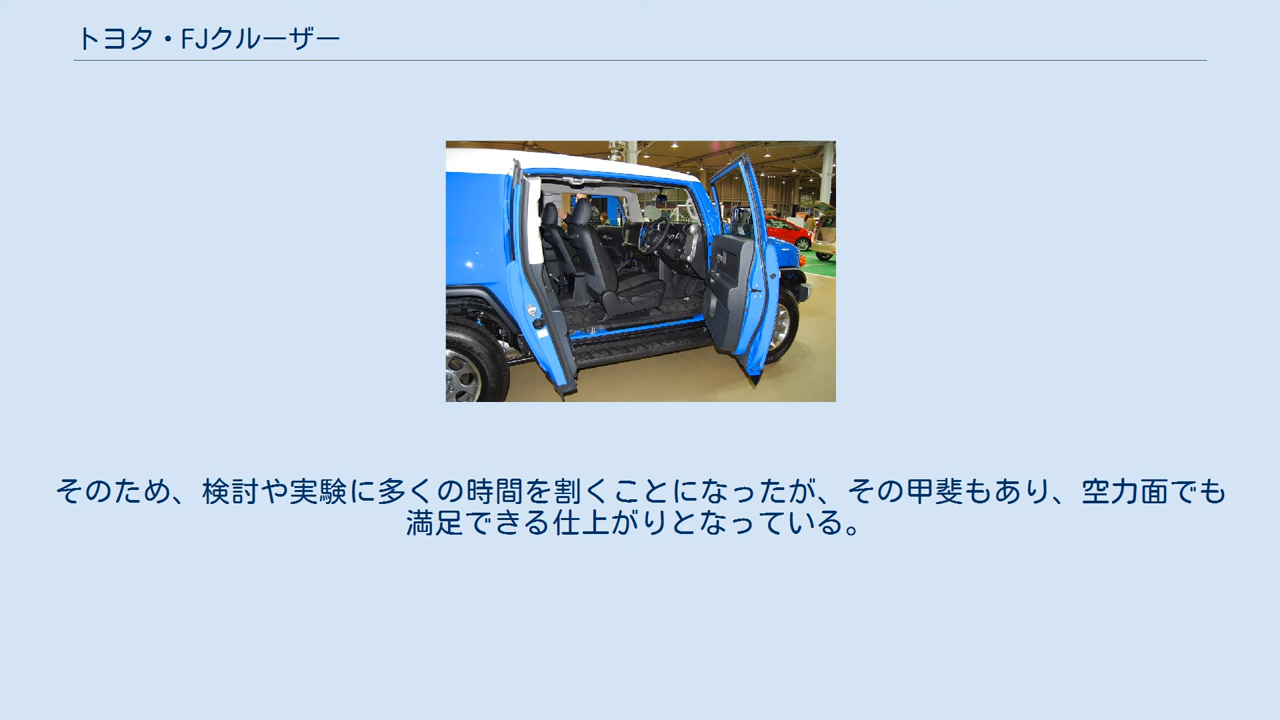 トヨタ・FJクルーザー
そのため、検討や実験に多くの時間を割くことになったが、その甲斐もあり、空力面でも
満足できる仕上がりとなっている。